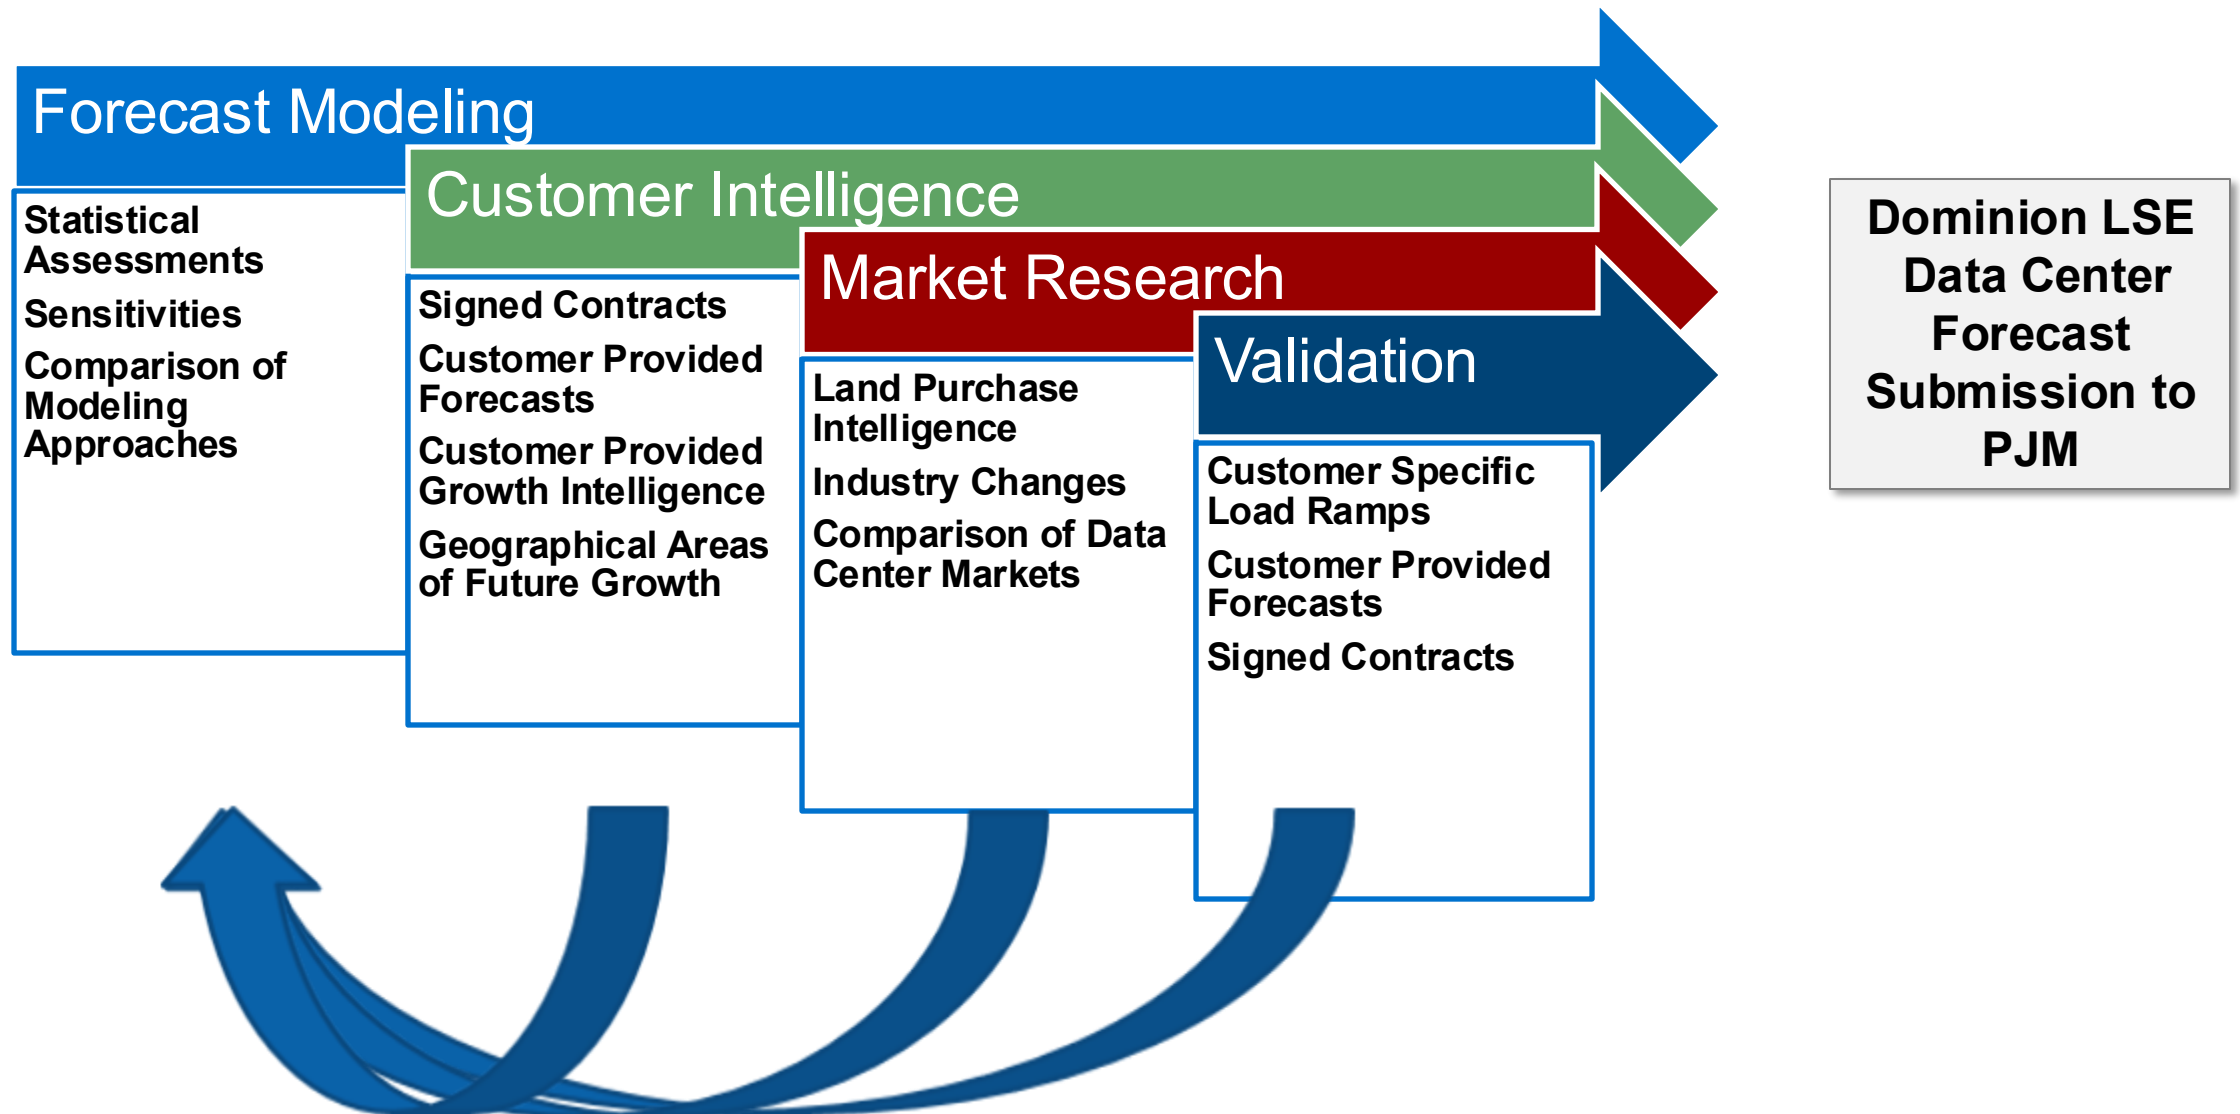 Forecast Modeling
Statistical
Assessments
Sensitivities
Comparison of
Modeling
Approaches
Customer Intelligence
Signed Contracts
Customer Provided
Forecasts
Customer Provided
Growth Intelligence
Geographical Areas
of Future Growth
Market Research
Land Purchase
Intelligence
Industry Changes
Comparison of Data
Center Markets
Validation
Customer Specific
Load Ramps
Customer Provided
Forecasts
Signed Contracts
Dominion LSE
Data Center
Forecast
Submission to
PJM